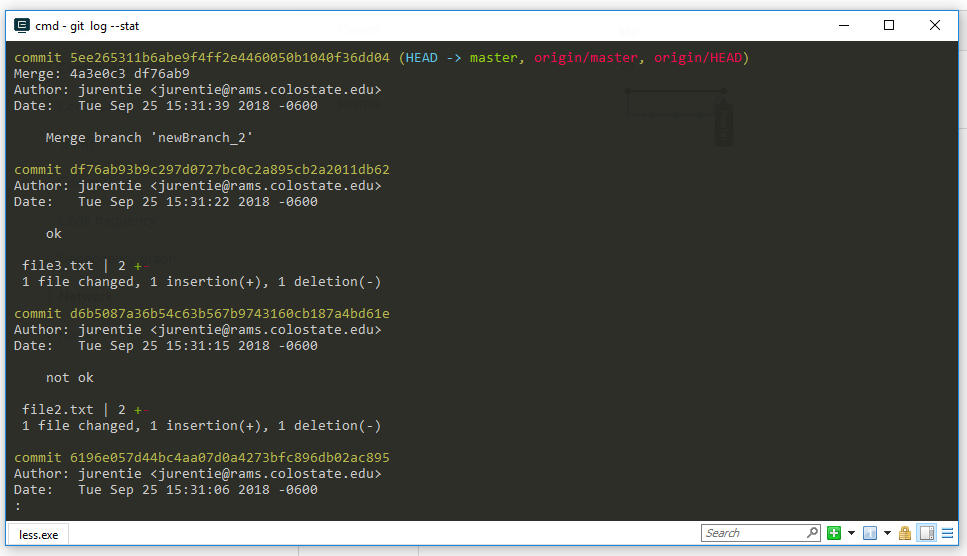 cmd - git log --stat
commit 5ee265311b6abe9f4ff2e4460050b1040f36dd04 (HEAD -> master, origin/master, origin/HEAD)
Merge: 4a3e0c3 df76ab9
Author: jurentie <jurentie@rams.colostate.edu>
Date:   Tue Sep 25 15:31:39 2018 -0600
    Merge branch 'newBranch_2'
commit df76ab93b9c297d0727bc0c2a895cb2a2011db62
Author: jurentie <jurentie@rams.colostate.edu>
Date:   Tue Sep 25 15:31:22 2018 -0600
    ok
 file3.txt | 2 +-
 1 file changed, 1 insertion(+), 1 deletion(-)
commit d6b5087a36b54c63b567b9743160cb187a4bd61e
Author: jurentie <jurentie@rams.colostate.edu>
Date:   Tue Sep 25 15:31:15 2018 -0600
    not ok
 file2.txt | 2 +-
 1 file changed, 1 insertion(+), 1 deletion(-)
commit 6196e057d44bc4aa07d0a4273bfc896db02ac895
Author: jurentie <jurentie@rams.colostate.edu>
Date:   Tue Sep 25 15:31:06 2018 -0600
:
less.exe
Search